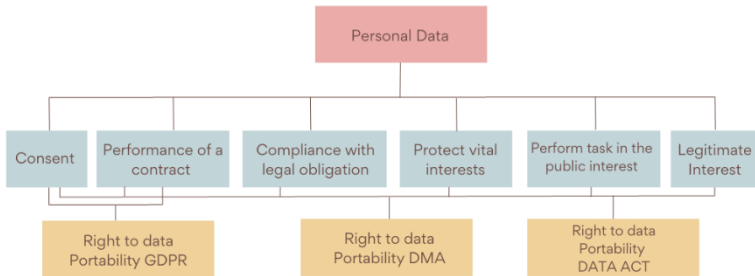 Personal Data
Consent
Performance of a
contract
Compliance with
legal obligation
Protect vital
interests
Perform task in the
public interest
Legitimate
Interest
Right to data
Portability GDPR
Right to data
Portability DMA
Right to data
Portability
DATA ACT